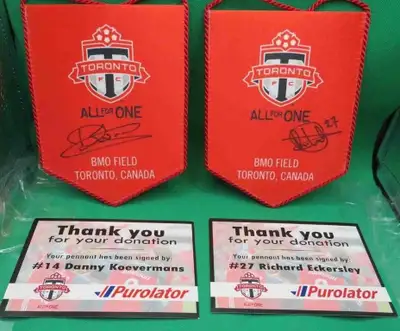 TORONTO
FC
ALL FOR ONE
BMO FIELD
TORONTO, CANADA
TORONTO
FC
ALL FOR ONE
27
BMO FIELD
TORONTO, CANADA
Thank you
for your donation
Your pennant has been signed by:
#14 Danny Koevermans
Purolator
Thank you
for your donation
Your pennant has been signed by:
#27 Richard Eckersley
Purolator